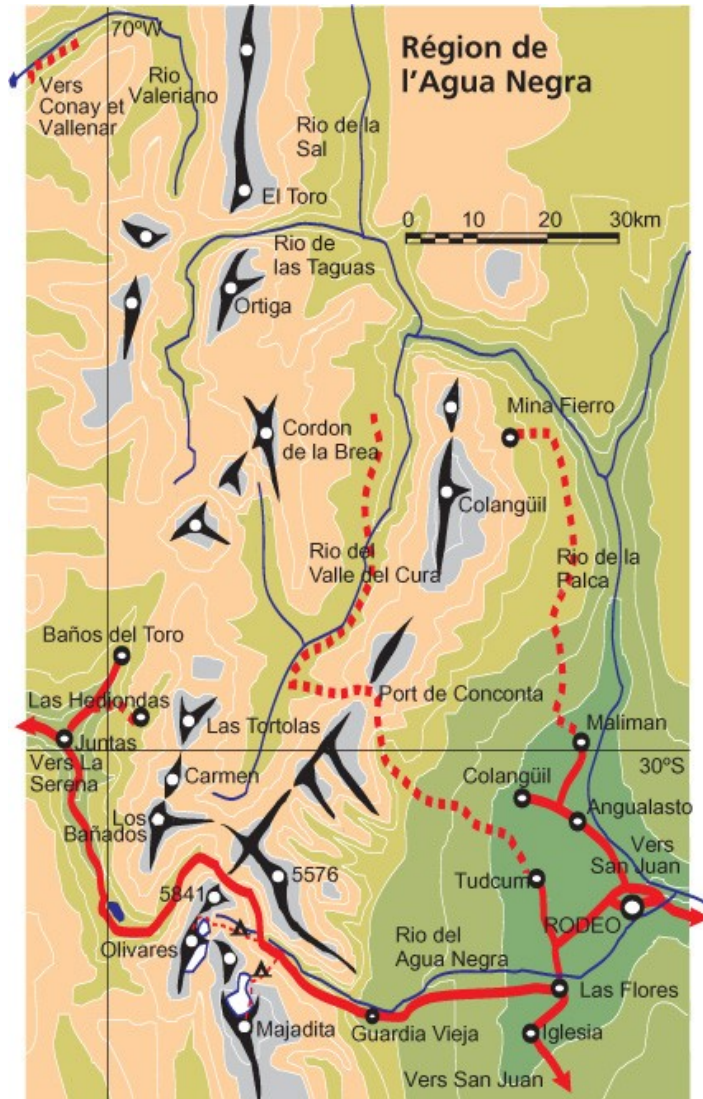 70ºW
Région de
l'Agua Negra
Vers
Conay et
Vallenar
Rio
Valeriano
Rio de la
Sal
El Toro
0 10 20 30km
Rio de
las Taguas
Ortiga
Mina Fierro
Cordon
de la Brea
Colangüil
Rio del
Valle del Cura
Rio de la
Palca
Baños del Toro
Las Hediondas
Port de Conconta
Las Tortolas
Maliman
Juntas
Vers La
Serena
30ºS
Carmen
Colangüil
Angualasto
Los
Bañados
Vers
San Juan
5576
Tudcum
5841
RODEO
Olivares
Rio del
Agua Negra
Las Flores
Majadita
Guardia Vieja
Iglesia
Vers San Juan